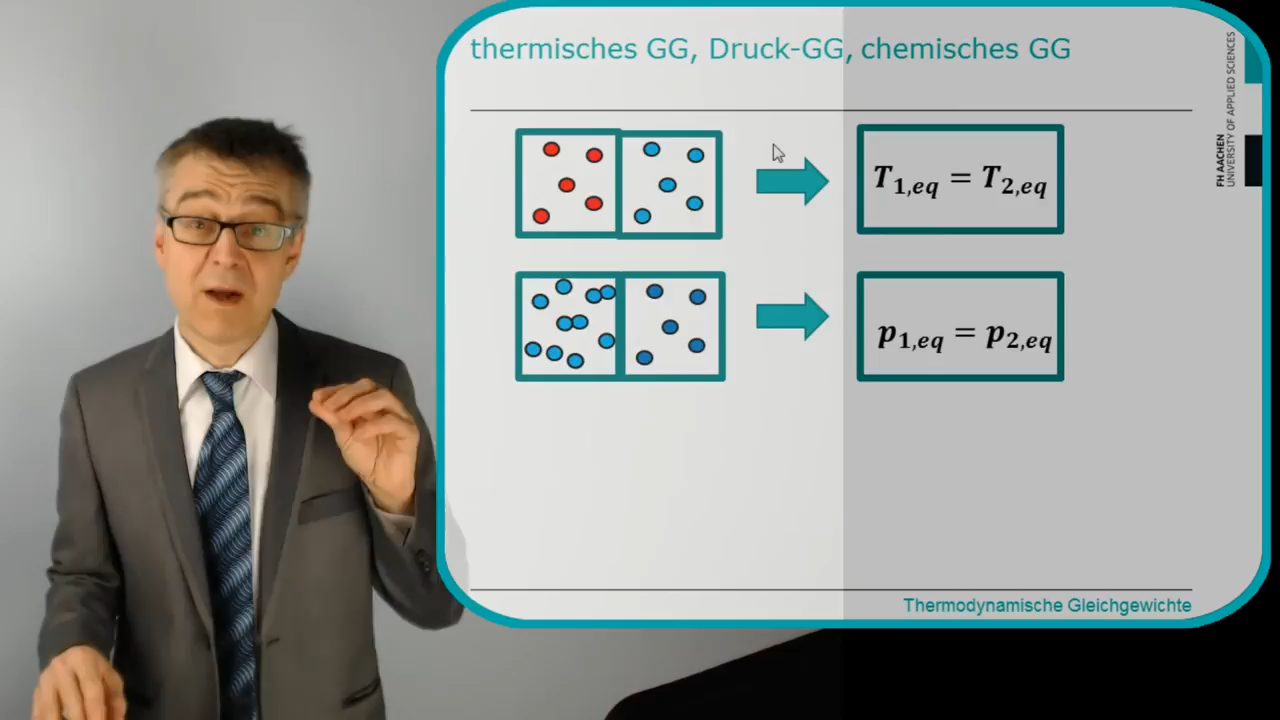 thermisches GG, Druck-GG, chemisches GG
T1,eq = T2,eq
p1,eq = p2,eq
Thermodynamische Gleichgewichte
FH AACHEN
UNIVERSITY OF APPLIED SCIENCES